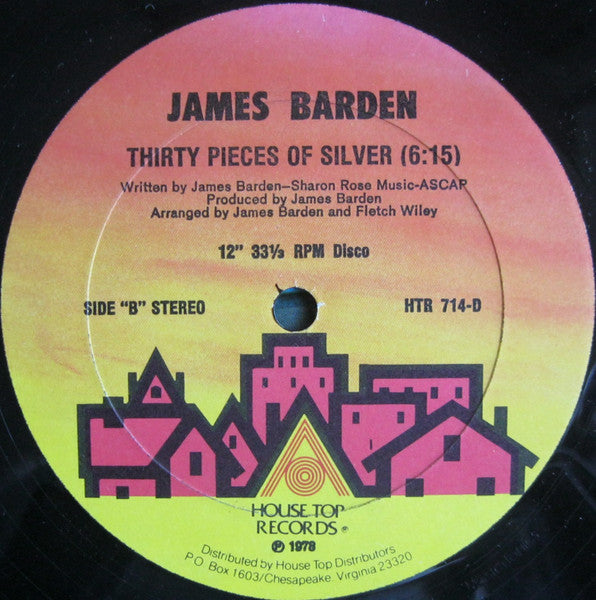 JAMES BARDEN
THIRTY PIECES OF SILVER (6:15)
Written by James Barden—Sharon Rose Music-ASCAP
Produced by James Barden
Arranged by James Barden and Fletch Wiley
12" 33⅓ RPM Disco
SIDE "B" STEREO
HTR 714-D
HOUSE TOP
RECORDS®
℗ 1978
Distributed by House Top Distributors
P.O. Box 1603/Chesapeake, Virginia 23320